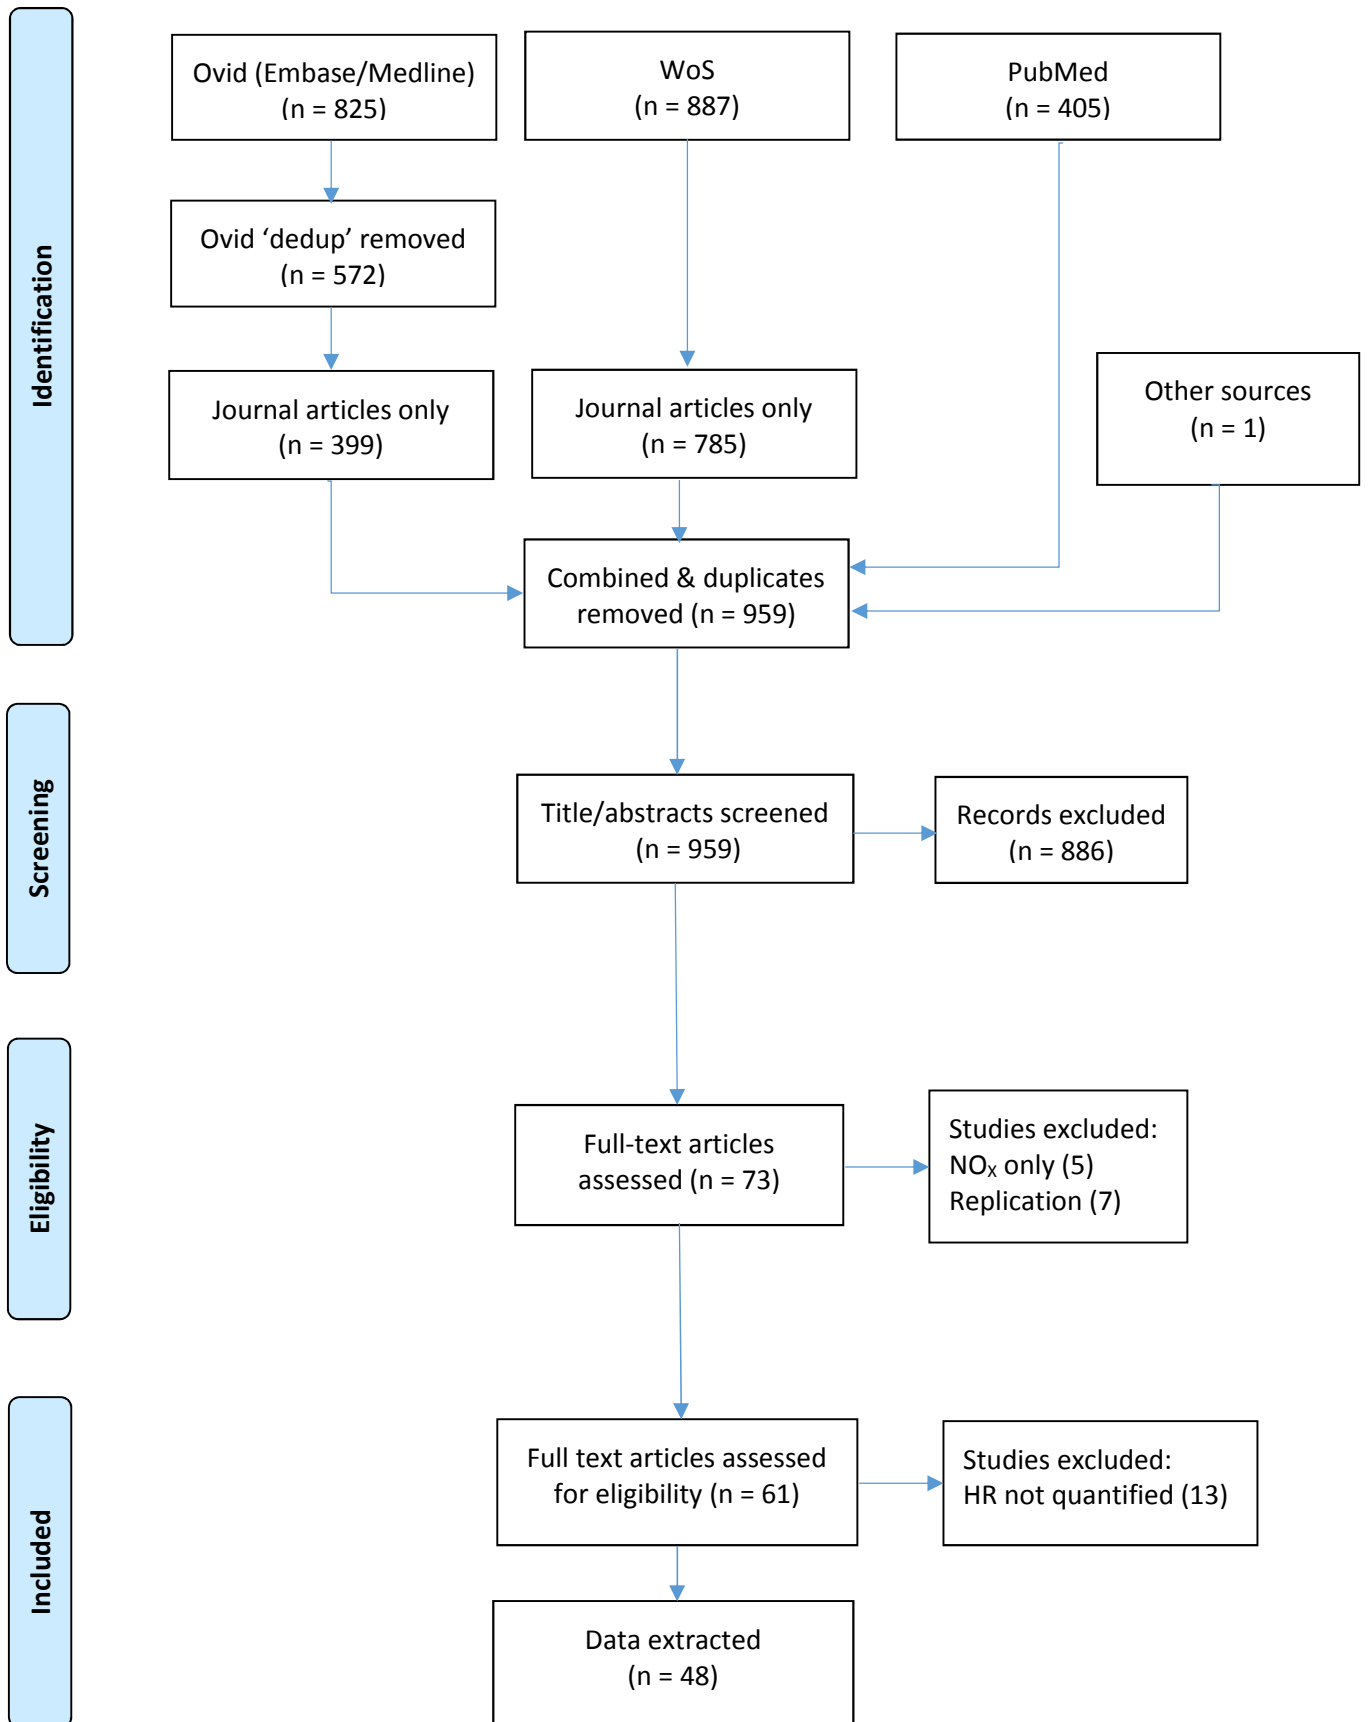 Identification
Ovid (Embase/Medline)
(n = 825)
WoS
(n = 887)
PubMed
(n = 405)
Ovid ‘dedup’ removed
(n = 572)
Journal articles only
(n = 399)
Journal articles only
(n = 785)
Other sources
(n = 1)
Combined & duplicates
removed (n = 959)
Screening
Title/abstracts screened
(n = 959)
Records excluded
(n = 886)
Eligibility
Full-text articles
assessed (n = 73)
Studies excluded:
NOₓ only (5)
Replication (7)
Included
Full text articles assessed
for eligibility (n = 61)
Studies excluded:
HR not quantified (13)
Data extracted
(n = 48)